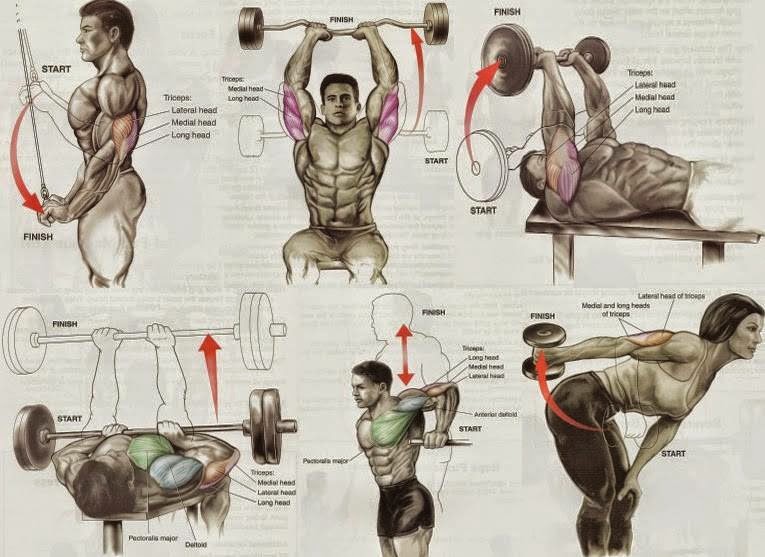 START
Triceps:
Lateral head
Medial head
Long head
FINISH
FINISH
Triceps:
Medial head
Long head
START
FINISH
Triceps:
Lateral head
Medial head
Long head
START
FINISH
START
Triceps:
Medial head
Lateral head
Long head
Pectoralis major
Deltoid
FINISH
Triceps:
Long head
Medial head
Lateral head
Anterior deltoid
START
Pectoralis major
Lateral head of triceps
Medial and long heads
of triceps
FINISH
START